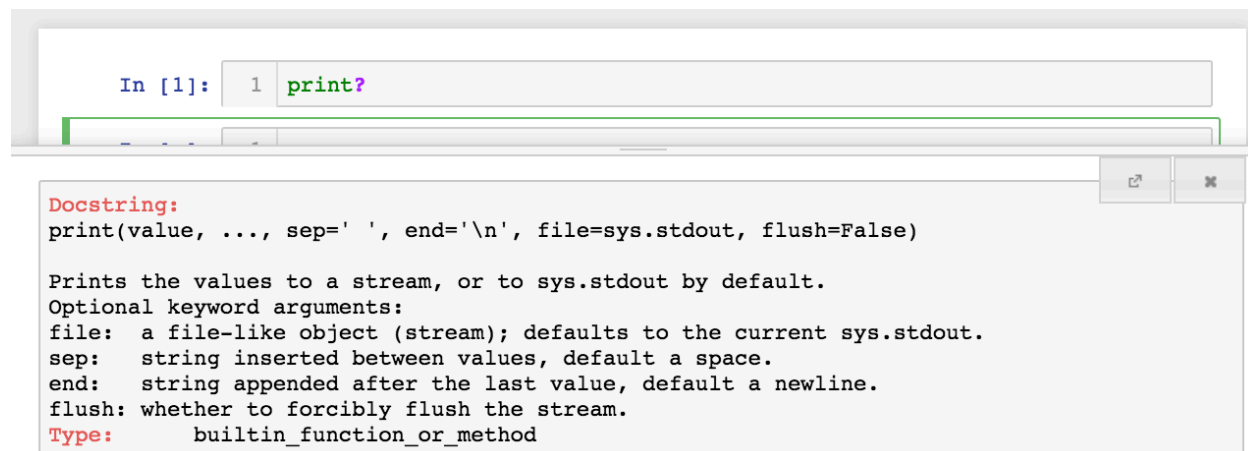 In [1]: 1 print?
Docstring:
print(value, ..., sep=' ', end='\n', file=sys.stdout, flush=False)
Prints the values to a stream, or to sys.stdout by default.
Optional keyword arguments:
file:  a file-like object (stream); defaults to the current sys.stdout.
sep:   string inserted between values, default a space.
end:   string appended after the last value, default a newline.
flush: whether to forcibly flush the stream.
Type:      builtin_function_or_method